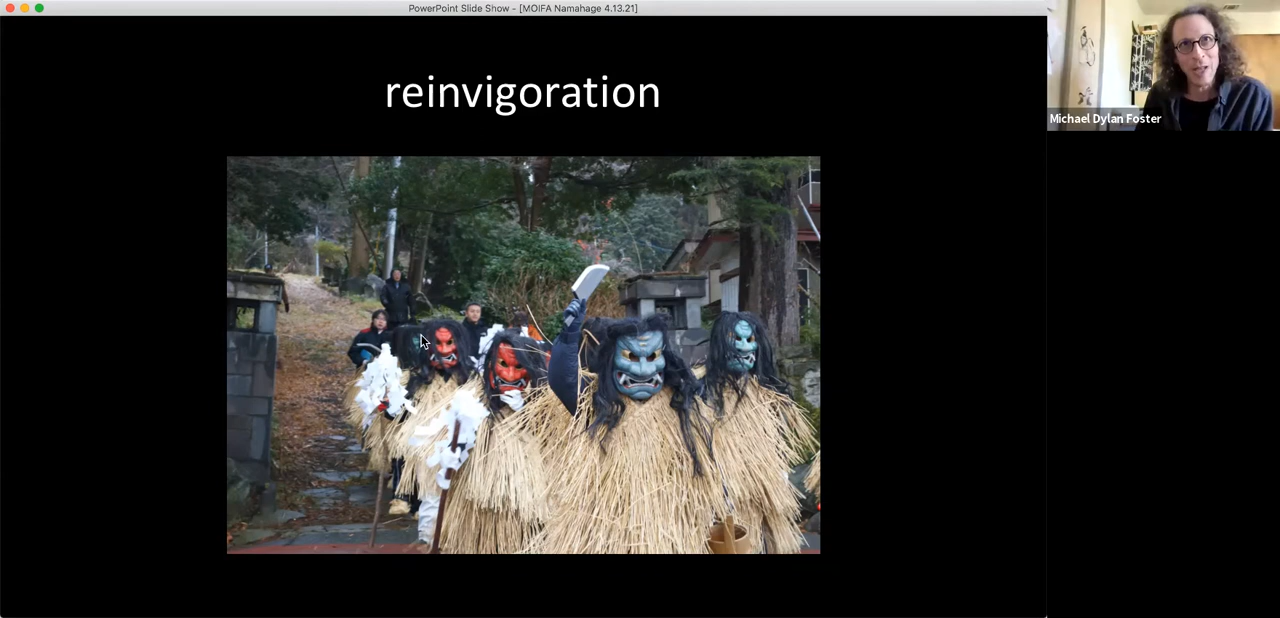 PowerPoint Slide Show - [MOIFA Namahage 4.13.21]
reinvigoration
Michael Dylan Foster